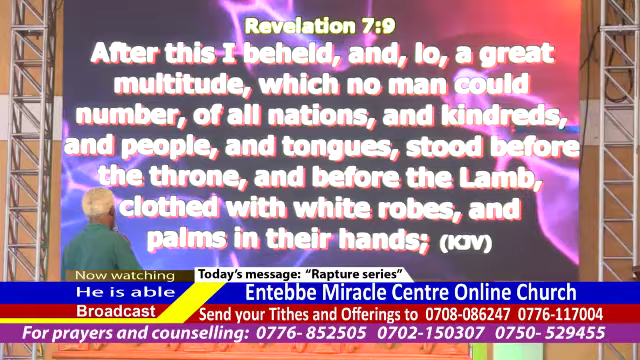 Revelation 7:9
After this I beheld, and, lo, a great
multitude, which no man could
number, of all nations, and kindreds,
and people, and tongues, stood before
the throne, and before the Lamb,
clothed with white robes, and
palms in their hands; (KJV)
Now watching
Today's message: "Rapture series"
He is able
Entebbe Miracle Centre Online Church
Broadcast
Send your Tithes and Offerings to 0708-086247 0776-117004
For prayers and counselling: 0776- 852505 0702-150307 0750- 529455